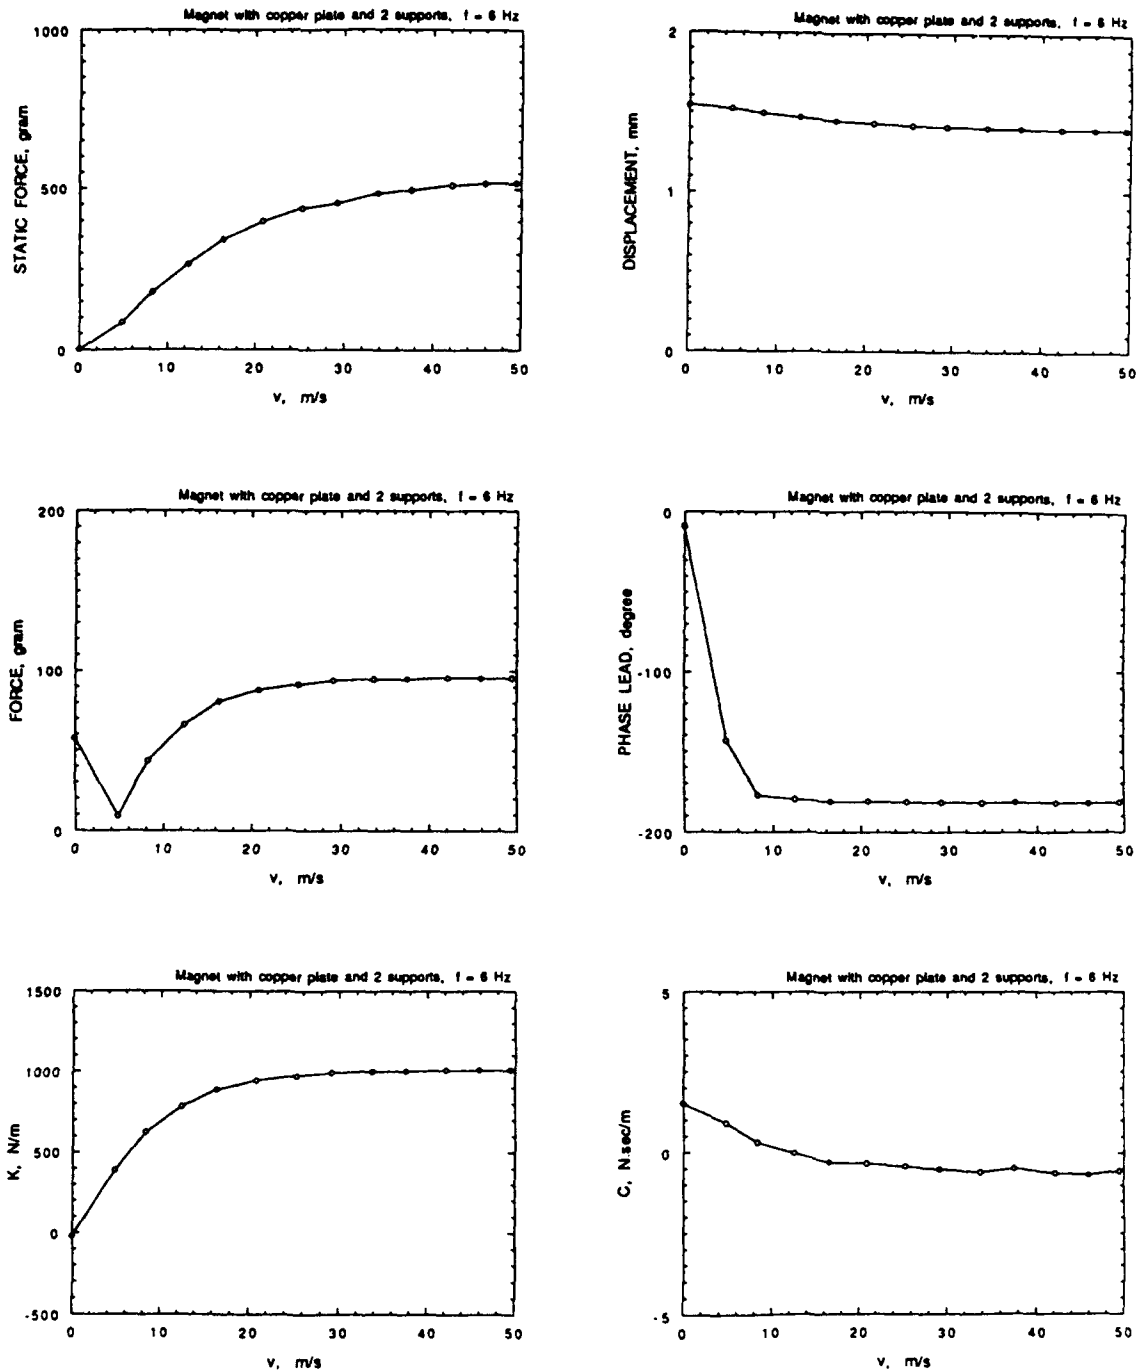 Magnet with copper plate and 2 supports, f = 6 Hz
1000
500
0
STATIC FORCE, gram
0 10 20 30 40 50
v, m/s
Magnet with copper plate and 2 supports, f = 6 Hz
2
1
0
DISPLACEMENT, mm
0 10 20 30 40 50
v, m/s
Magnet with copper plate and 2 supports, f = 6 Hz
200
100
0
FORCE, gram
0 10 20 30 40 50
v, m/s
Magnet with copper plate and 2 supports, f = 6 Hz
0
-100
-200
PHASE LEAD, degree
0 10 20 30 40 50
v, m/s
Magnet with copper plate and 2 supports, f = 6 Hz
1500
1000
500
0
-500
K, N/m
0 10 20 30 40 50
v, m/s
Magnet with copper plate and 2 supports, f = 6 Hz
5
0
-5
C, N.sec/m
0 10 20 30 40 50
v, m/s